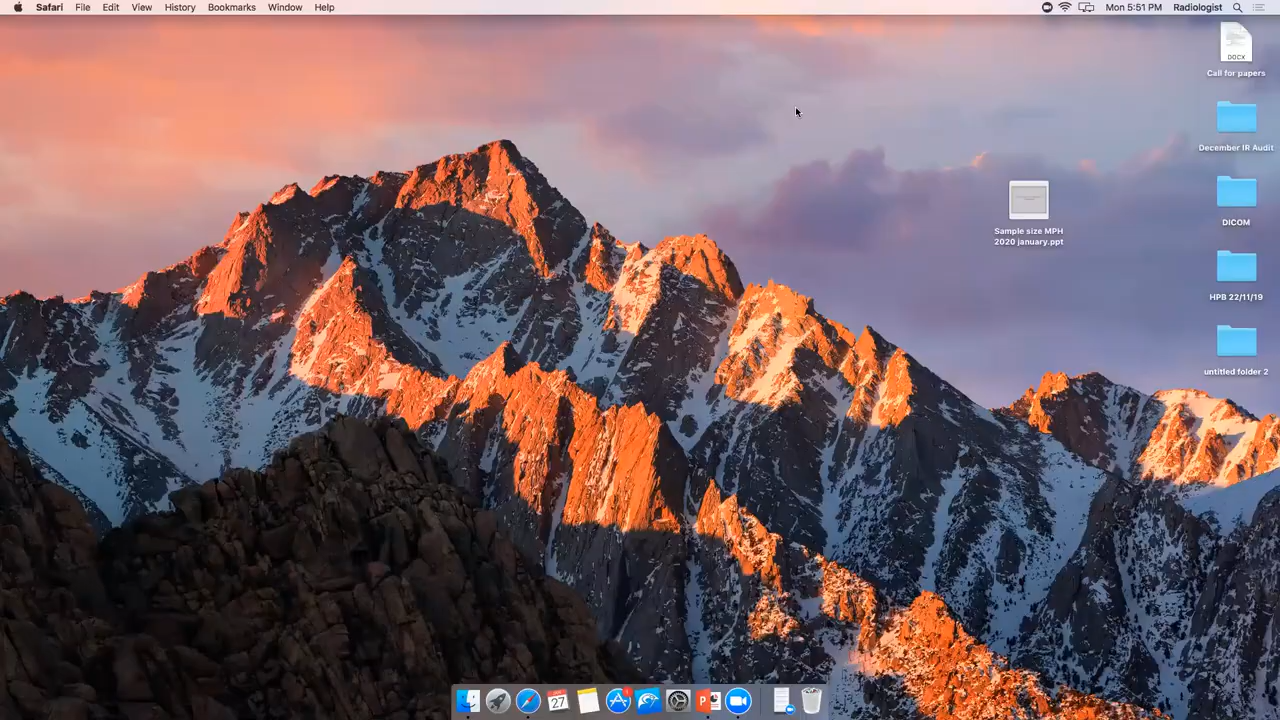 Safari File Edit View History Bookmarks Window Help
Mon 5:51 PM Radiologist
DOCX
Call for papers
December IR Audit
DICOM
Sample size MPH
2020 january.ppt
HPB 22/11/19
untitled folder 2
27